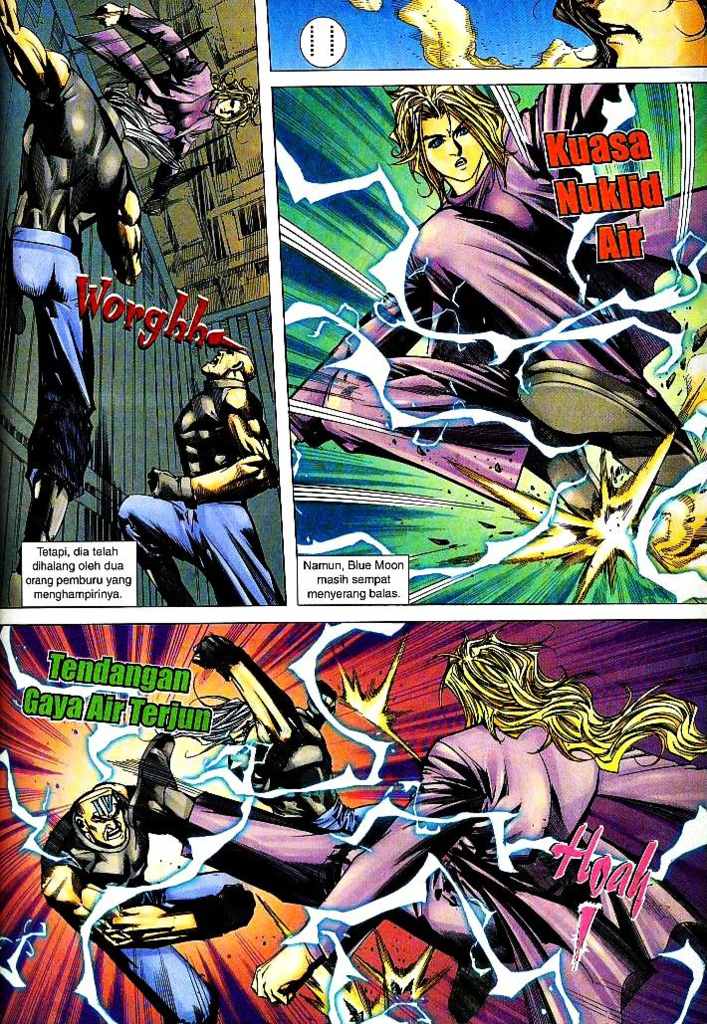 Worghh
Tetapi, dia telah
dihalang oleh dua
orang pemburu yang
menghampirinya.
Kuasa
Nuklid
Air
Namun, Blue Moon
masih sempat
menyerang balas.
Tendangan
Gaya Air Terjun
Hoah
!